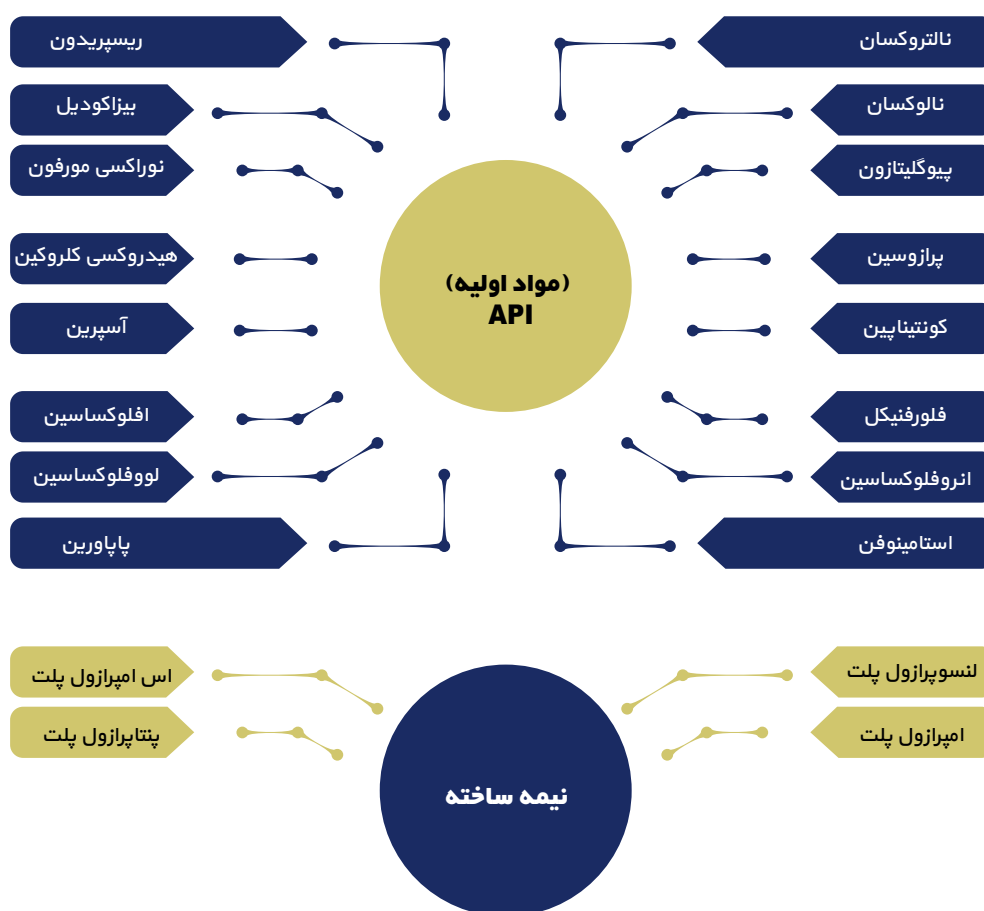 نالتروکسان
ریسپریدون
نالوکسان
بیزاکودیل
پیوگلیتازون
نوراکسی مورفون
پرازوسین
هیدروکسی کلروکین
(مواد اولیه)
API
کونتیناپین
آسپرین
فلورفنیکل
افلوکساسین
انروفلوکساسین
لووفلوکساسین
استامینوفن
پاپاورین
لنسوپرازول پلت
اس امپرازول پلت
امپرازول پلت
پنتاپرازول پلت
نیمه ساخته